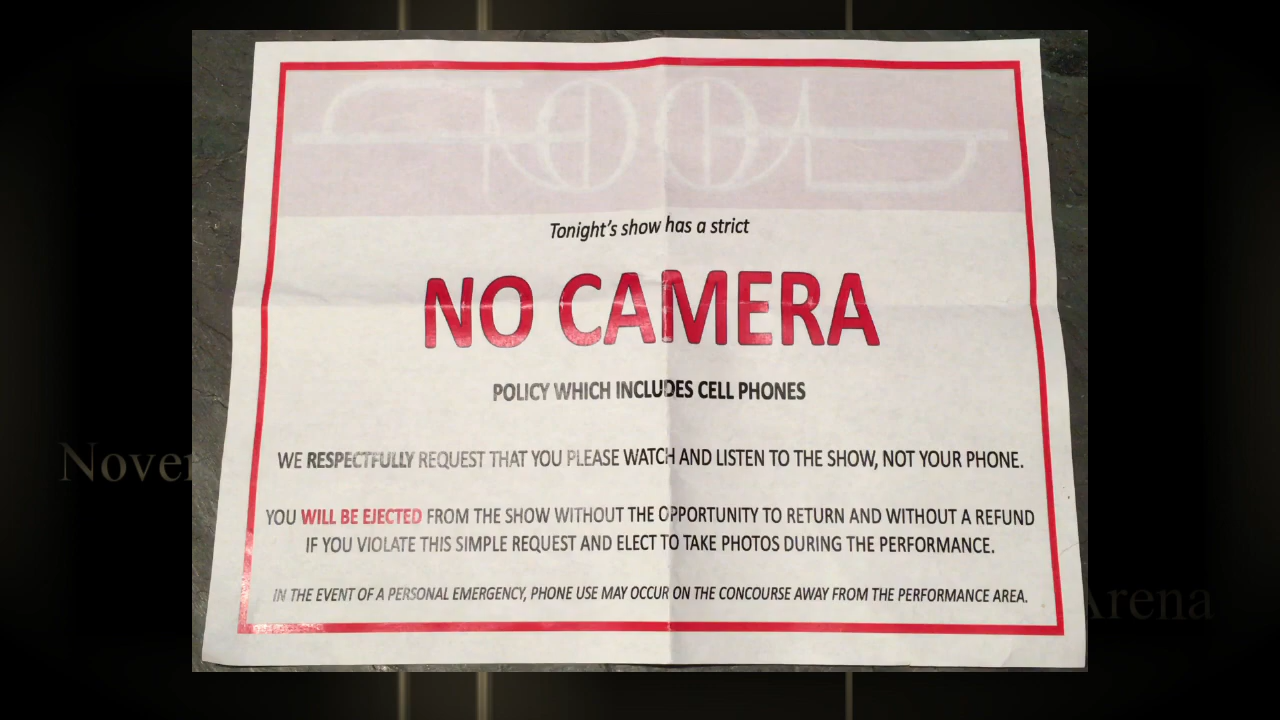 TOOL
Tonight's show has a strict
NO CAMERA
POLICY WHICH INCLUDES CELL PHONES
WE RESPECTFULLY REQUEST THAT YOU PLEASE WATCH AND LISTEN TO THE SHOW, NOT YOUR PHONE.
Nover
YOU WILL BE EJECTED FROM THE SHOW WITHOUT THE OPPORTUNITY TO RETURN AND WITHOUT A REFUND
IF YOU VIOLATE THIS SIMPLE REQUEST AND ELECT TO TAKE PHOTOS DURING THE PERFORMANCE.
IN THE EVENT OF A PERSONAL EMERGENCY, PHONE USE MAY OCCUR ON THE CONCOURSE AWAY FROM THE PERFORMANCE AREA.
Arena